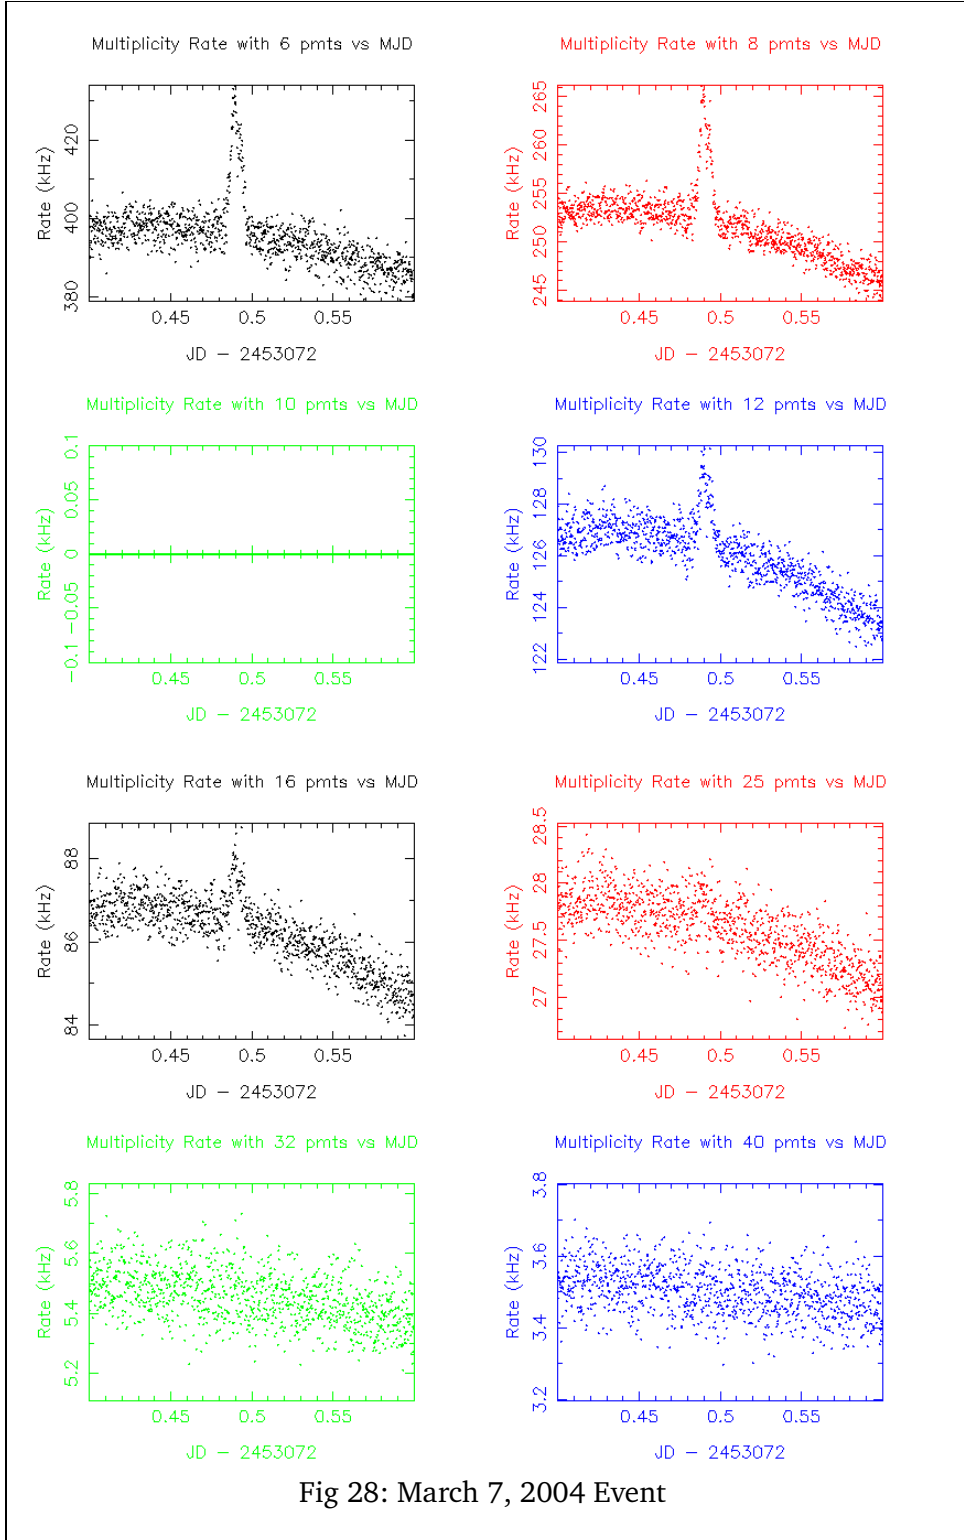 Multiplicity Rate with 6 pmts vs MJD
Rate (kHz)
420
400
380
0.45 0.5 0.55
JD − 2453072
Multiplicity Rate with 8 pmts vs MJD
Rate (kHz)
265
260
255
250
245
0.45 0.5 0.55
JD − 2453072
Multiplicity Rate with 10 pmts vs MJD
Rate (kHz)
0.1
0.05
0
−0.05
−0.1
0.45 0.5 0.55
JD − 2453072
Multiplicity Rate with 12 pmts vs MJD
Rate (kHz)
130
128
126
124
122
0.45 0.5 0.55
JD − 2453072
Multiplicity Rate with 16 pmts vs MJD
Rate (kHz)
88
86
84
0.45 0.5 0.55
JD − 2453072
Multiplicity Rate with 25 pmts vs MJD
Rate (kHz)
28.5
28
27.5
27
0.45 0.5 0.55
JD − 2453072
Multiplicity Rate with 32 pmts vs MJD
Rate (kHz)
5.8
5.6
5.4
5.2
0.45 0.5 0.55
JD − 2453072
Multiplicity Rate with 40 pmts vs MJD
Rate (kHz)
3.8
3.6
3.4
3.2
0.45 0.5 0.55
JD − 2453072
Fig 28: March 7, 2004 Event